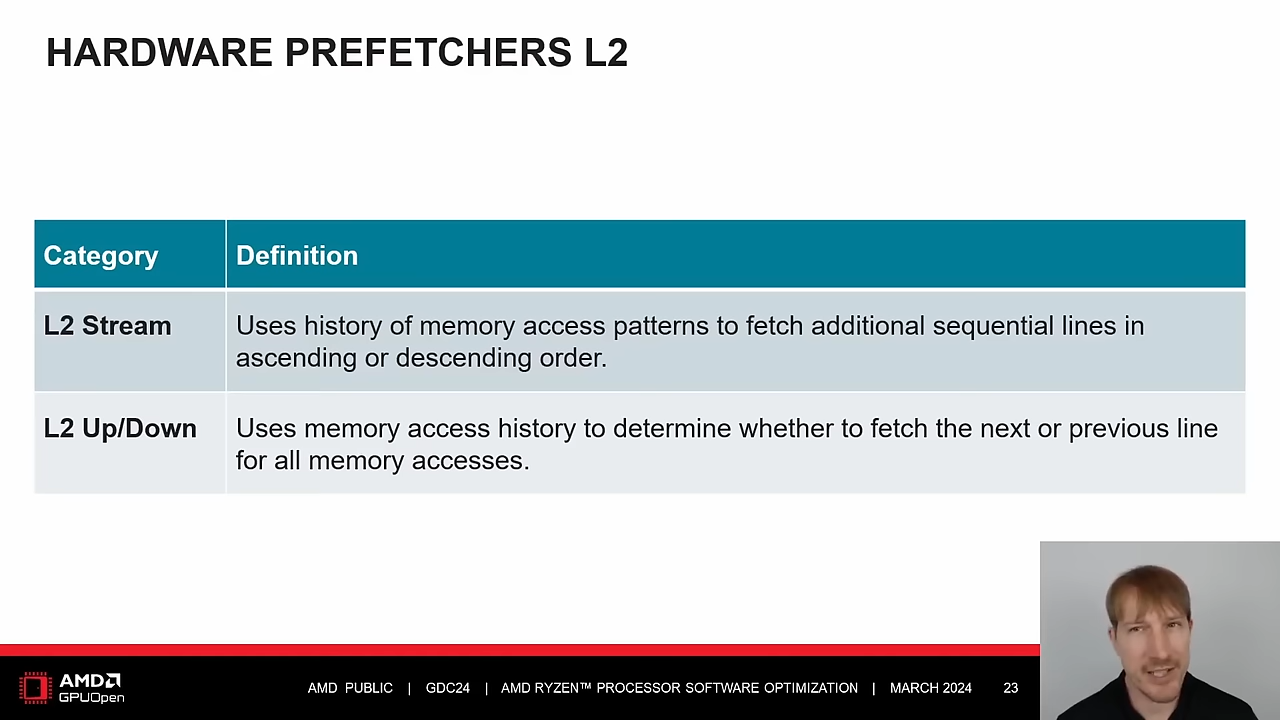 HARDWARE PREFETCHERS L2
Category
Definition
L2 Stream
Uses history of memory access patterns to fetch additional sequential lines in
ascending or descending order.
L2 Up/Down
Uses memory access history to determine whether to fetch the next or previous line
for all memory accesses.
AMD
GPUOpen
AMD PUBLIC | GDC24 | AMD RYZEN™ PROCESSOR SOFTWARE OPTIMIZATION | MARCH 2024 23